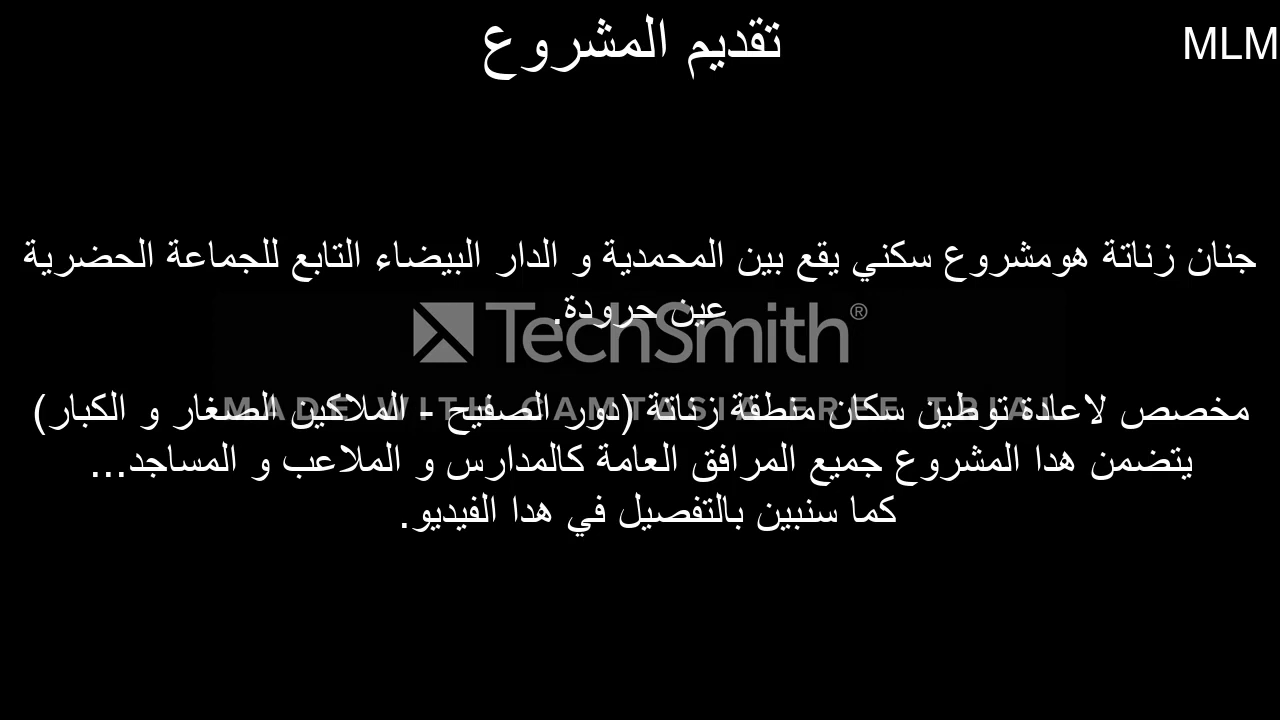 تقديم المشروع
MLM
جنان زناتة هومشروع سكني يقع بين المحمدية و الدار البيضاء التابع للجماعة الحضرية
عين حرودة.
TechSmith®
مخصص لاعادة توطين سكان منطقة زناتة (دور الصفيح - الملاكين الصغار و الكبار)
MADE WITH CAMTASIA FREE TRIAL
يتضمن هدا المشروع جميع المرافق العامة كالمدارس و الملاعب و المساجد...
كما سنبين بالتفصيل في هدا الفيديو.